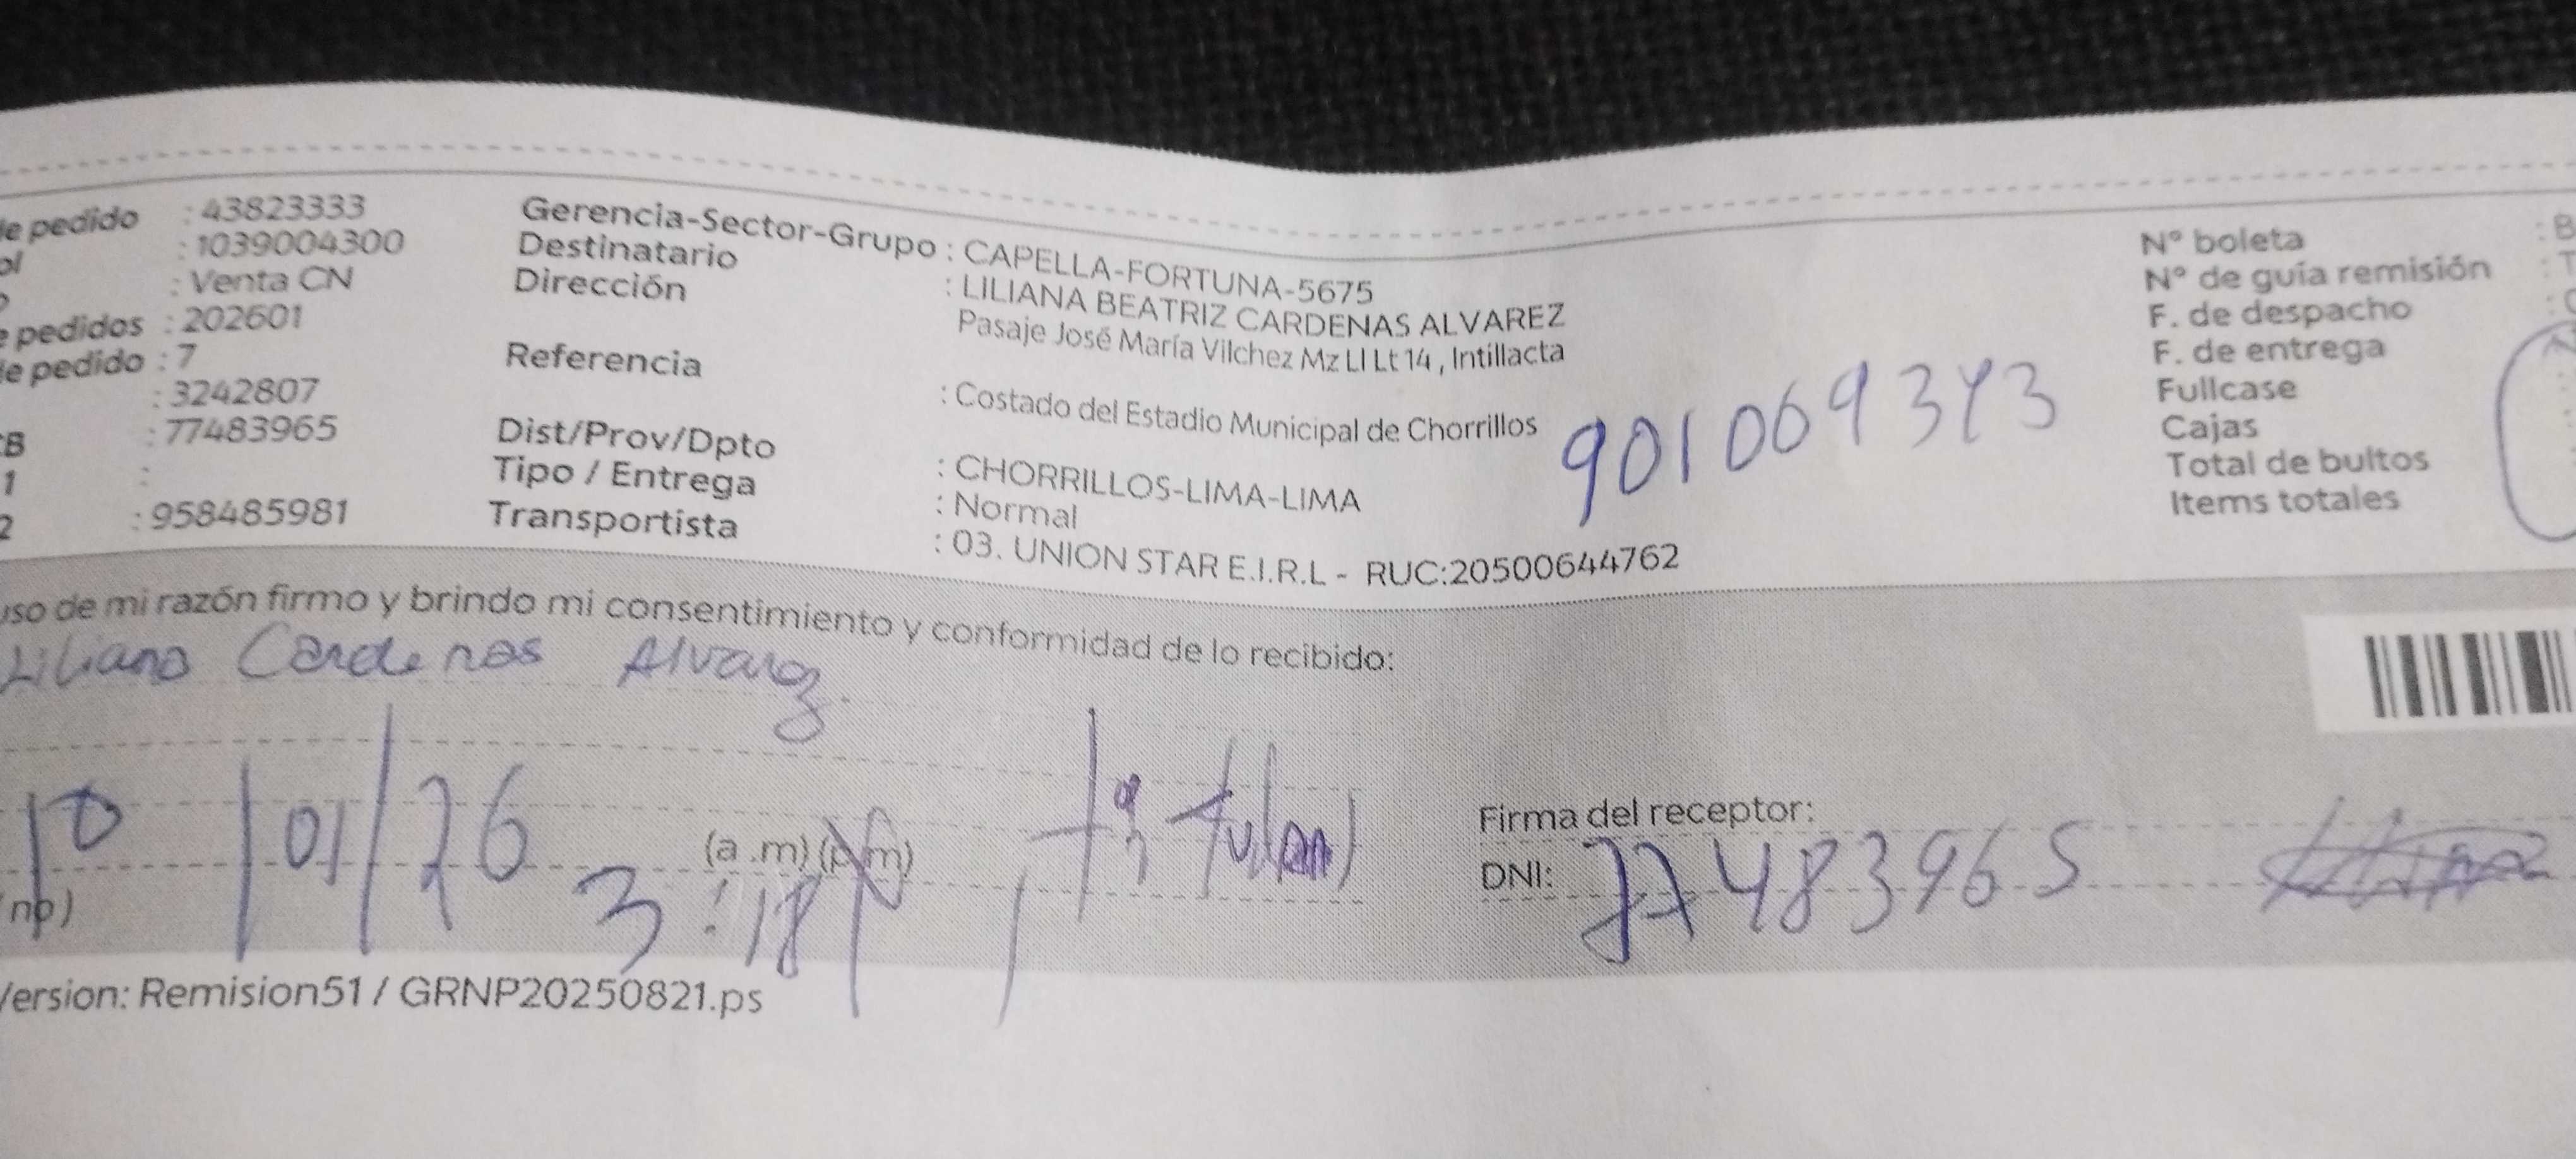 de pedido : 43823333
ol : 1039004300
o : Venta CN
e pedidos : 202601
de pedido : 7
: 3242807
CB : 77483965
1 :
2 : 958485981
Gerencia-Sector-Grupo : CAPELLA-FORTUNA-5675
Destinatario : LILIANA BEATRIZ CARDENAS ALVAREZ
Dirección : Pasaje José María Vilchez Mz Ll Lt 14 , Intillacta
Referencia : Costado del Estadio Municipal de Chorrillos
Dist/Prov/Dpto : CHORRILLOS-LIMA-LIMA
Tipo / Entrega : Normal
Transportista : 03. UNION STAR E.I.R.L - RUC:20500644762
901069343
N° boleta : B
N° de guía remisión : T
F. de despacho
F. de entrega
Fullcase
Cajas
Total de bultos
Items totales
uso de mi razón firmo y brindo mi consentimiento y conformidad de lo recibido:
Liliana Cardenas Alvarez.
10/01/26 3:18 (a .m) (p.m)
np)
Firma del receptor:
DNI: 77483965
Version: Remision51 / GRNP20250821.ps